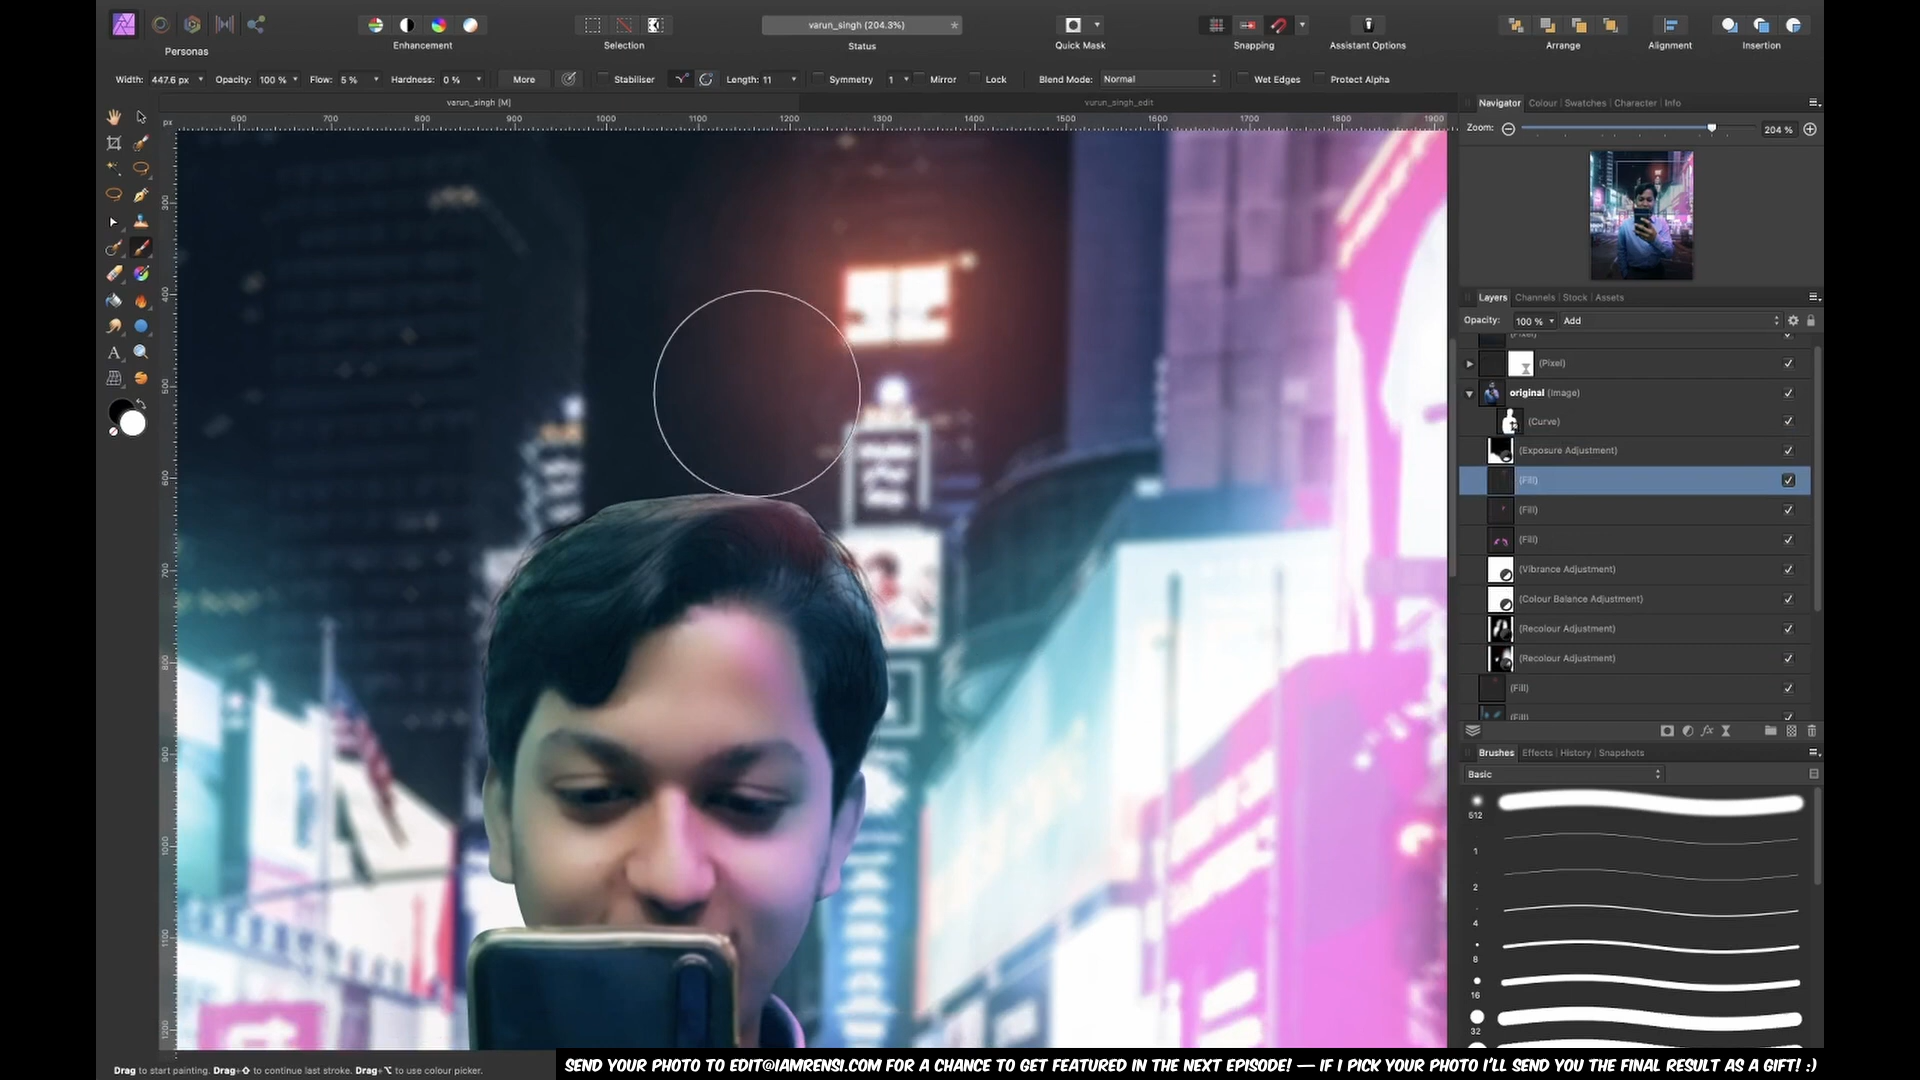 varun_singh (204.3%)
*
Personas
Enhancement
Selection
Status
Quick Mask
Snapping
Assistant Options
Arrange
Alignment
Insertion
Width: 447.6 px
Opacity: 100 %
Flow: 5 %
Hardness: 0 %
More
Stabiliser
Length: 11
Symmetry
1
Mirror
Lock
Blend Mode: Normal
Wet Edges
Protect Alpha
varun_singh [M]
vurun_singh_edit
Navigator
Colour
Swatches
Character
Info
px
600
700
800
900
1000
1100
1200
1300
1400
1500
1600
1700
1800
1900
Zoom:
204 %
300
400
500
600
700
800
900
1000
1100
1200
Layers
Channels
Stock
Assets
Opacity: 100 %
Add
(Pixel)
(Pixel)
original (Image)
(Curve)
(Exposure Adjustment)
(Fill)
(Fill)
(Fill)
(Vibrance Adjustment)
(Colour Balance Adjustment)
(Recolour Adjustment)
(Recolour Adjustment)
(Fill)
(Fill)
Brushes
Effects
History
Snapshots
Basic
512
1
2
4
8
16
32
Drag to start painting. Drag+⇧ to continue last stroke. Drag+⌥ to use colour picker.
SEND YOUR PHOTO TO EDIT@IAMRENSI.COM FOR A CHANCE TO GET FEATURED IN THE NEXT EPISODE! — IF I PICK YOUR PHOTO I'LL SEND YOU THE FINAL RESULT AS A GIFT! :)